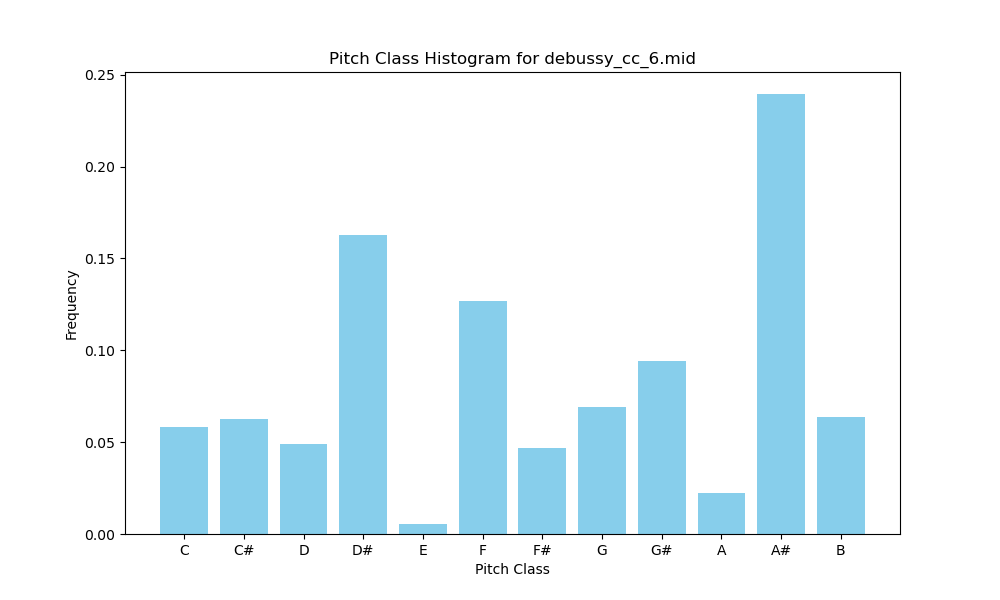 Pitch Class Histogram for debussy_cc_6.mid
0.25
0.20
0.15
0.10
0.05
0.00
Frequency
C C# D D# E F F# G G# A A# B
Pitch Class